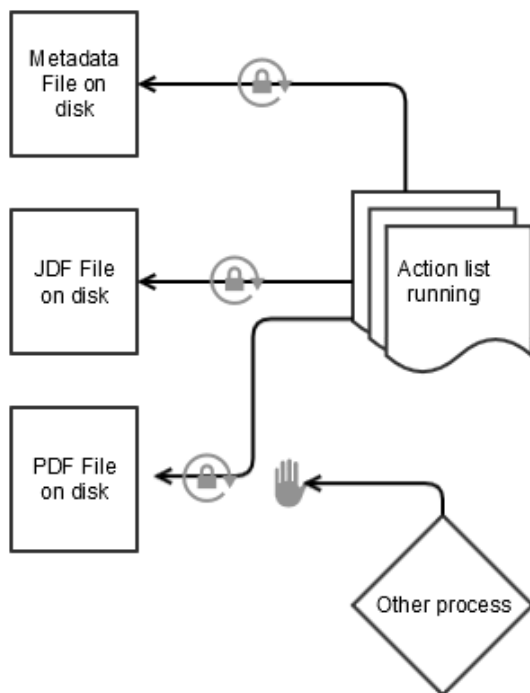 Metadata
File on
disk
JDF File
on disk
Action list
running
PDF File
on disk
Other process